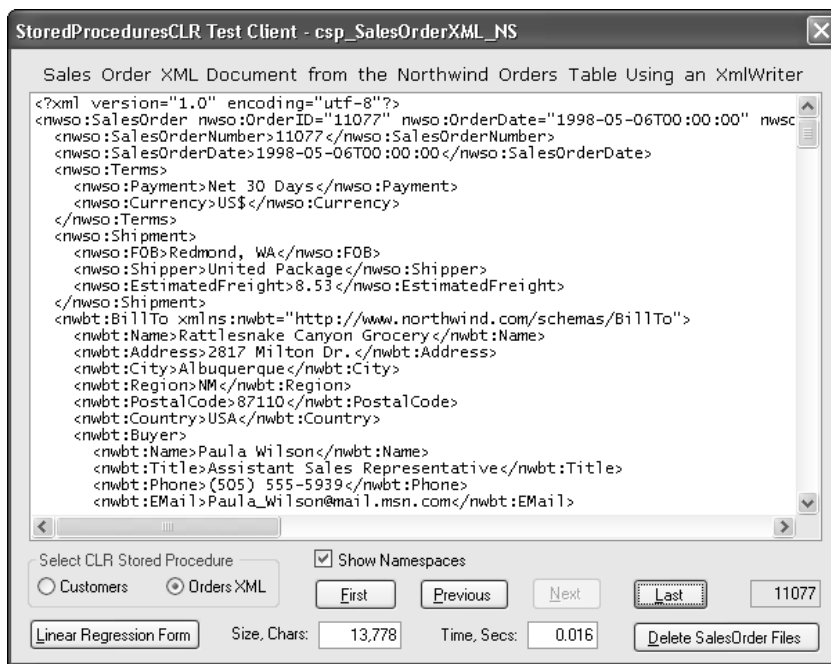 StoredProceduresCLR Test Client - csp_SalesOrderXML_NS
Sales Order XML Document from the Northwind Orders Table Using an XmlWriter
<?xml version="1.0" encoding="utf-8"?>
<nwso:SalesOrder nwso:OrderID="11077" nwso:OrderDate="1998-05-06T00:00:00" nwsc
<nwso:SalesOrderNumber>11077</nwso:SalesOrderNumber>
<nwso:SalesOrderDate>1998-05-06T00:00:00</nwso:SalesOrderDate>
<nwso:Terms>
<nwso:Payment>Net 30 Days</nwso:Payment>
<nwso:Currency>US$</nwso:Currency>
</nwso:Terms>
<nwso:Shipment>
<nwso:FOB>Redmond, WA</nwso:FOB>
<nwso:Shipper>United Package</nwso:Shipper>
<nwso:EstimatedFreight>8.53</nwso:EstimatedFreight>
</nwso:Shipment>
<nwbt:BillTo xmlns:nwbt="http://www.northwind.com/schemas/BillTo">
<nwbt:Name>Rattlesnake Canyon Grocery</nwbt:Name>
<nwbt:Address>2817 Milton Dr.</nwbt:Address>
<nwbt:City>Albuquerque</nwbt:City>
<nwbt:Region>NM</nwbt:Region>
<nwbt:PostalCode>87110</nwbt:PostalCode>
<nwbt:Country>USA</nwbt:Country>
<nwbt:Buyer>
<nwbt:Name>Paula Wilson</nwbt:Name>
<nwbt:Title>Assistant Sales Representative</nwbt:Title>
<nwbt:Phone>(505) 555-5939</nwbt:Phone>
<nwbt:EMail>Paula_Wilson@mail.msn.com</nwbt:EMail>
Select CLR Stored Procedure
Show Namespaces
Customers Orders XML
First Previous Next Last 11077
Linear Regression Form Size, Chars: 13,778 Time, Secs: 0.016 Delete SalesOrder Files